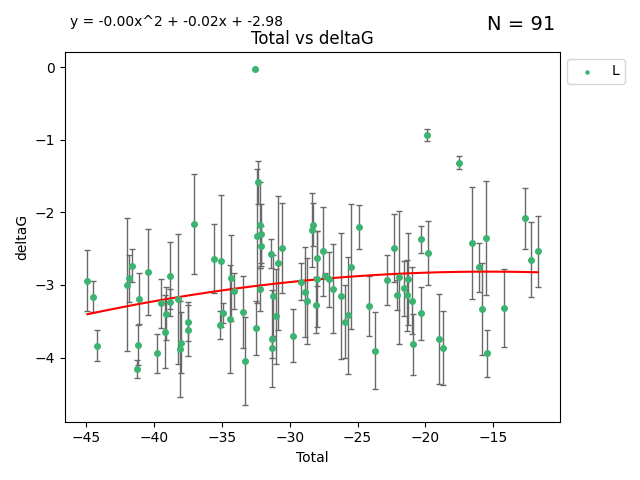 y = -0.00x^2 + -0.02x + -2.98
N = 91
Total vs deltaG
L
deltaG
0
−1
−2
−3
−4
−45
−40
−35
−30
−25
−20
−15
Total